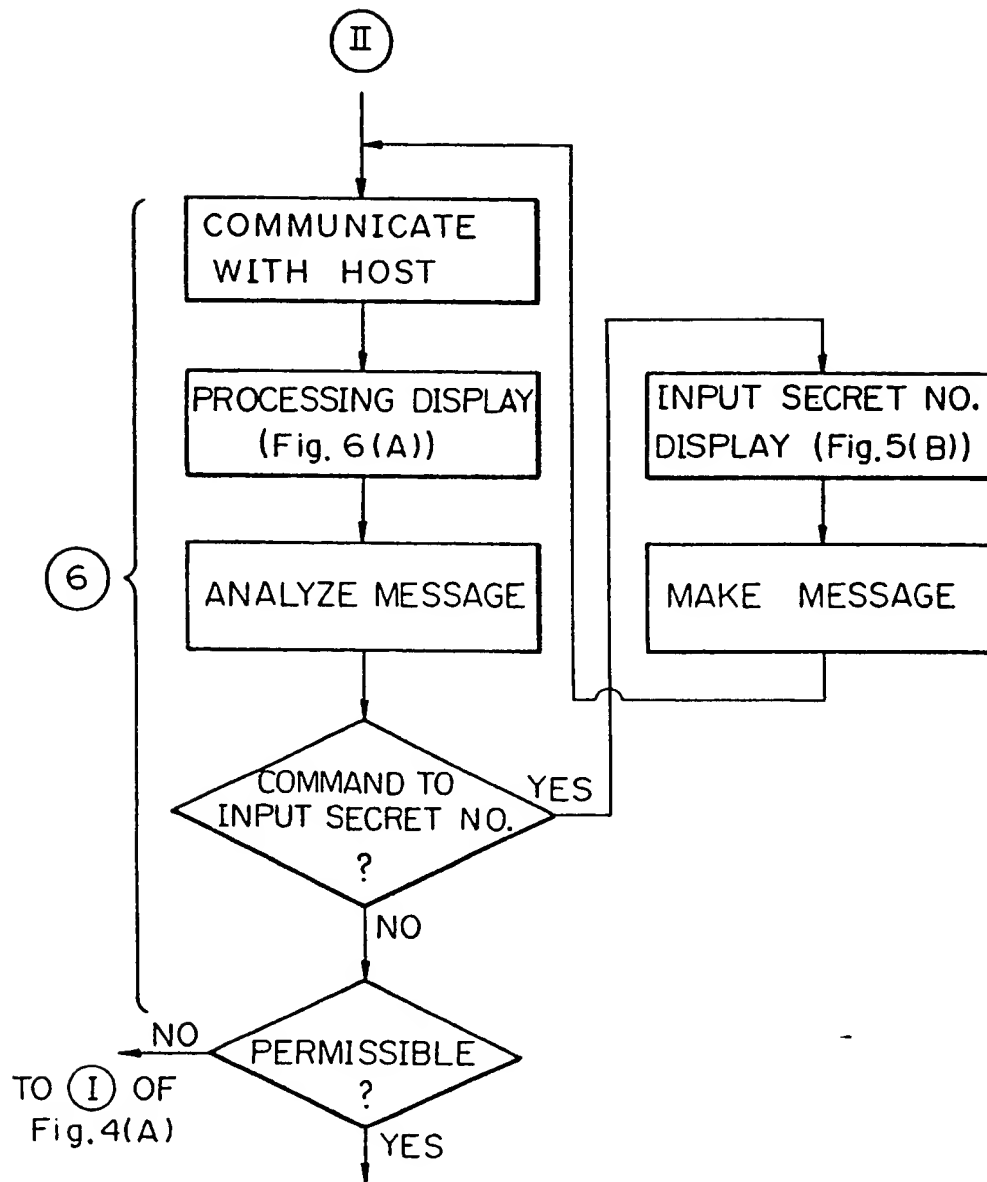 II
COMMUNICATE
WITH HOST
PROCESSING DISPLAY
(Fig. 6(A))
INPUT SECRET NO.
DISPLAY (Fig. 5(B))
6
ANALYZE MESSAGE
MAKE MESSAGE
COMMAND TO
INPUT SECRET NO.
?
YES
NO
PERMISSIBLE
?
NO
TO I OF
Fig. 4(A)
YES